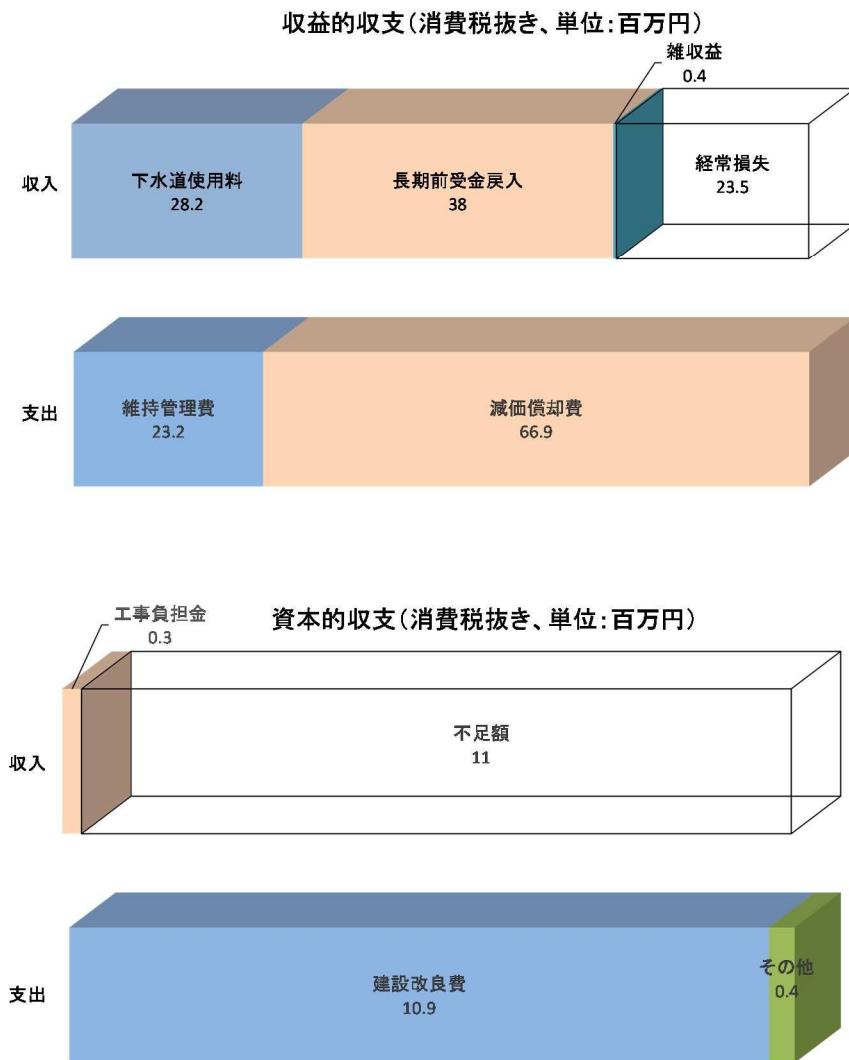 収益的収支(消費税抜き、単位:百万円)
雑収益
0.4
収入
下水道使用料
28.2
長期前受金戻入
38
経常損失
23.5
支出
維持管理費
23.2
減価償却費
66.9
工事負担金
0.3
資本的収支(消費税抜き、単位:百万円)
収入
不足額
11
支出
建設改良費
10.9
その他
0.4